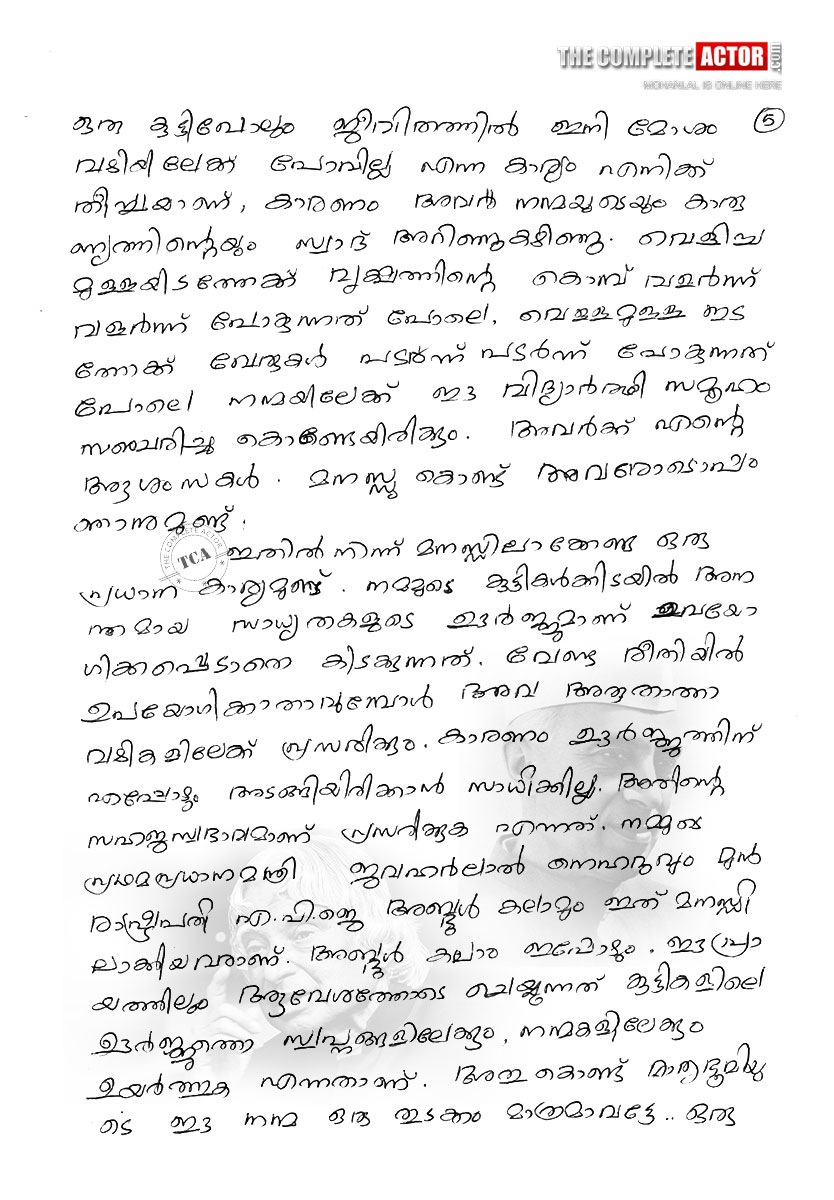 THE COMPLETE ACTOR .COM
MOHANLAL IS ONLINE HERE
5
ഒരു കുട്ടിപോലും ജീവിതത്തിൽ ഇനി മോശം
വഴിയിലേക്ക് പോവില്ല എന്ന കാര്യം എനിക്ക്
തീർച്ചയാണ്, കാരണം അവർ നന്മയുടെയും കാരു
ണ്യത്തിന്റെയും സ്വാദ് അറിഞ്ഞുകഴിഞ്ഞു. വെളിച്ച
മുള്ളയിടത്തേക്ക് വൃക്ഷത്തിന്റെ കൊമ്പ് വളർന്ന്
വളർന്ന് പോകുന്നത് പോലെ, വെള്ളമുള്ള ഇട
ത്തേക്ക് വേരുകൾ പടർന്ന് പടർന്ന് പോകുന്നത്
പോലെ നന്മയിലേക്ക് ഈ വിദ്യാർത്ഥി സമൂഹം
സഞ്ചരിച്ചു കൊണ്ടേയിരിക്കും. അവർക്ക് എന്റെ
ആശംസകൾ. മനസ്സു കൊണ്ട് അവരോടൊപ്പം
ഞാനുമുണ്ട്.
THE COMPLETE ACTOR
TCA
ഇതിൽ നിന്ന് മനസ്സിലാക്കേണ്ട ഒരു
പ്രധാന കാര്യമുണ്ട്. നമ്മുടെ കുട്ടികൾക്കിടയിൽ അന
ന്തമായ സാധ്യതകളുടെ ഊർജ്ജമാണ് ഉപയോ
ഗിക്കപ്പെടാതെ കിടക്കുന്നത്. വേണ്ട രീതിയിൽ
ഉപയോഗിക്കാതാവുമ്പോൾ അവ അരുതാത്ത
വഴികളിലേക്ക് പ്രസരിക്കും. കാരണം ഊർജ്ജത്തിന്
എപ്പോഴും അടങ്ങിയിരിക്കാൻ സാധിക്കില്ല. അതിന്റെ
സഹജസ്വഭാവമാണ് പ്രസരിക്കുക എന്നത്. നമ്മുടെ
പ്രഥമപ്രധാനമന്ത്രി ജവഹർലാൽ നെഹറുവും മുൻ
രാഷ്ട്രപതി എ.പി.ജെ അബ്ദുൾ കലാമും ഇത് മനസ്സി
ലാക്കിയവരാണ്. അബ്ദുൾ കലാം ഇപ്പോഴും, ഈ പ്രാ
യത്തിലും ആവേശത്തോടെ ചെയ്യുന്നത് കുട്ടികളിലെ
ഊർജ്ജത്തെ സ്വപ്നങ്ങളിലേക്കും, നന്മകളിലേക്കും
ഉയർത്തുക എന്നതാണ്. അതു കൊണ്ട് മാതൃഭൂമിയു
ടെ ഈ നന്മ ഒരു തുടക്കം മാത്രമാവട്ടേ.. ഒരു